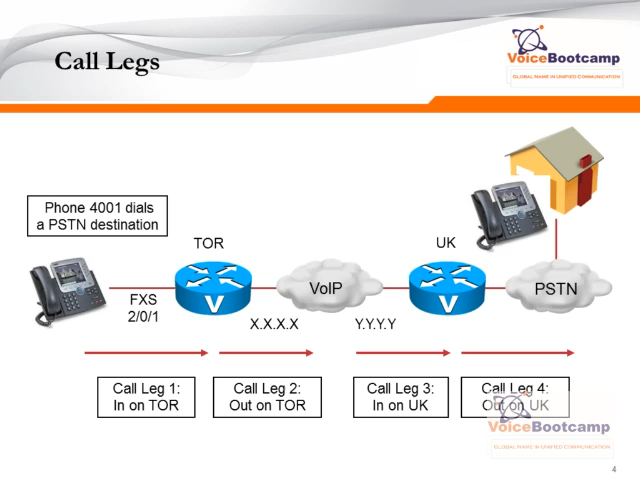 Call Legs
VoiceBootcamp
GLOBAL NAME IN UNIFIED COMMUNICATION
Phone 4001 dials
a PSTN destination
TOR
UK
FXS
2/0/1
V
VoIP
V
PSTN
X.X.X.X
Y.Y.Y.Y
Call Leg 1:
In on TOR
Call Leg 2:
Out on TOR
Call Leg 3:
In on UK
Call Leg 4:
Out on UK
VoiceBootcamp
GLOBAL NAME IN UNIFIED COMMUNICATION
4